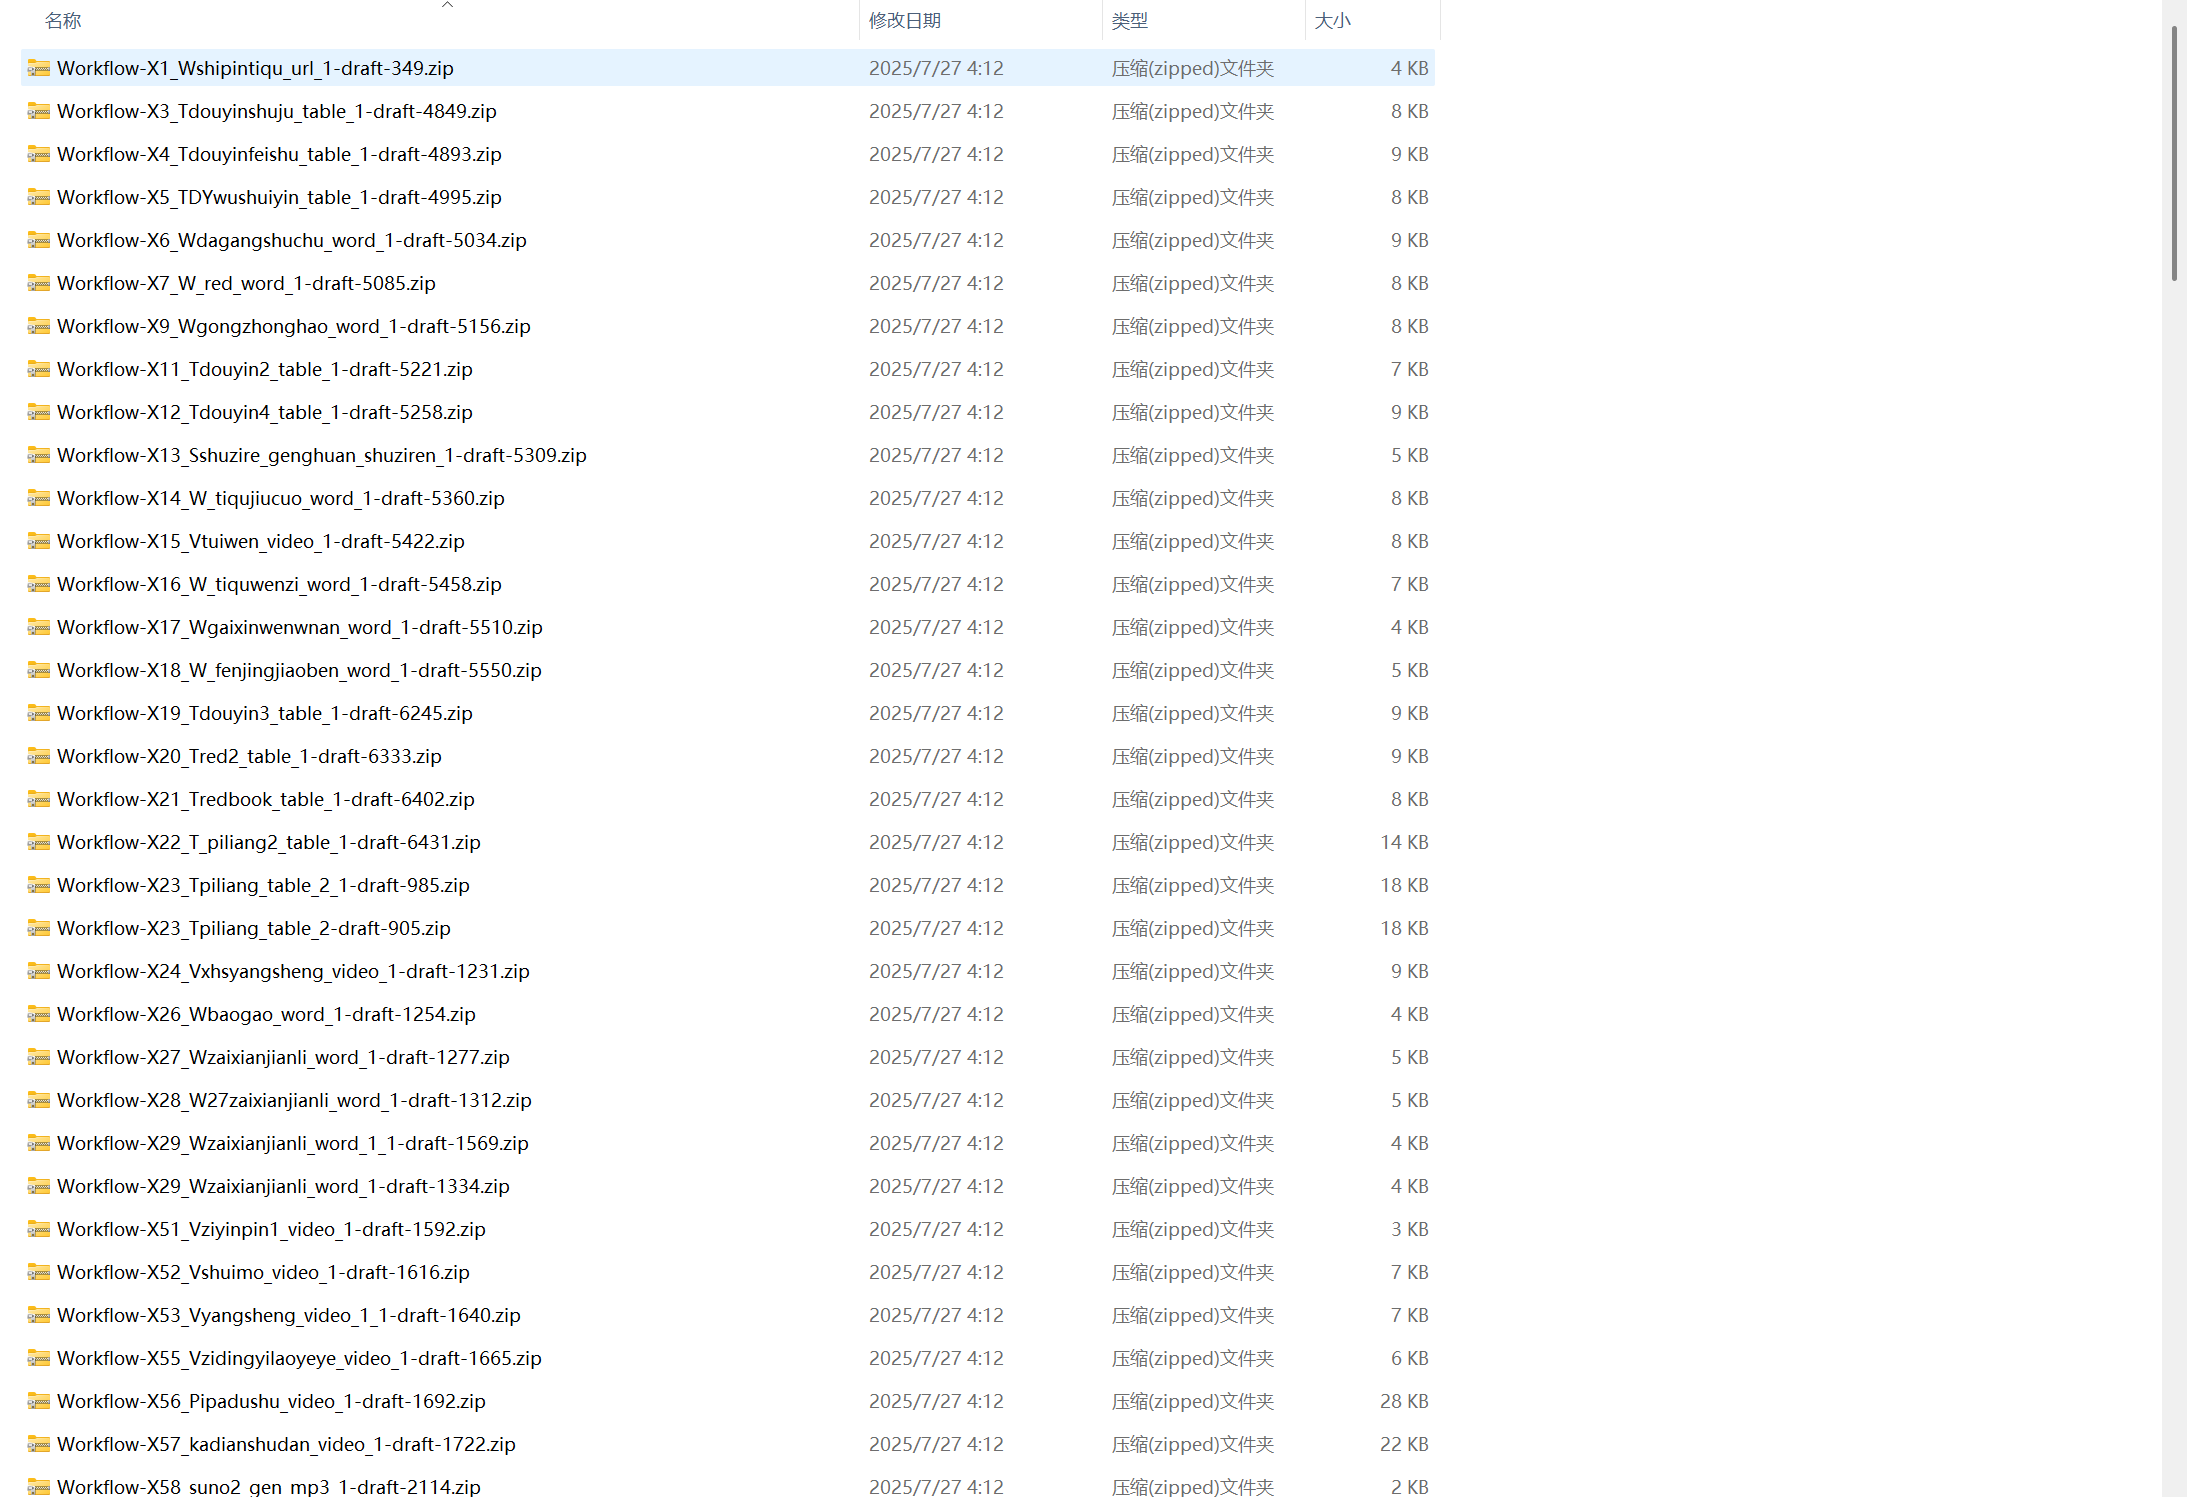 名称 修改日期 类型 大小
Workflow-X1_Wshipintiqu_url_1-draft-349.zip 2025/7/27 4:12 压缩(zipped)文件夹 4 KB
Workflow-X3_Tdouyinshuju_table_1-draft-4849.zip 2025/7/27 4:12 压缩(zipped)文件夹 8 KB
Workflow-X4_Tdouyinfeishu_table_1-draft-4893.zip 2025/7/27 4:12 压缩(zipped)文件夹 9 KB
Workflow-X5_TDYwushuiyin_table_1-draft-4995.zip 2025/7/27 4:12 压缩(zipped)文件夹 8 KB
Workflow-X6_Wdagangshuchu_word_1-draft-5034.zip 2025/7/27 4:12 压缩(zipped)文件夹 9 KB
Workflow-X7_W_red_word_1-draft-5085.zip 2025/7/27 4:12 压缩(zipped)文件夹 8 KB
Workflow-X9_Wgongzhonghao_word_1-draft-5156.zip 2025/7/27 4:12 压缩(zipped)文件夹 8 KB
Workflow-X11_Tdouyin2_table_1-draft-5221.zip 2025/7/27 4:12 压缩(zipped)文件夹 7 KB
Workflow-X12_Tdouyin4_table_1-draft-5258.zip 2025/7/27 4:12 压缩(zipped)文件夹 9 KB
Workflow-X13_Sshuzire_genghuan_shuziren_1-draft-5309.zip 2025/7/27 4:12 压缩(zipped)文件夹 5 KB
Workflow-X14_W_tiqujiucuo_word_1-draft-5360.zip 2025/7/27 4:12 压缩(zipped)文件夹 8 KB
Workflow-X15_Vtuiwen_video_1-draft-5422.zip 2025/7/27 4:12 压缩(zipped)文件夹 8 KB
Workflow-X16_W_tiquwenzi_word_1-draft-5458.zip 2025/7/27 4:12 压缩(zipped)文件夹 7 KB
Workflow-X17_Wgaixinwenwnan_word_1-draft-5510.zip 2025/7/27 4:12 压缩(zipped)文件夹 4 KB
Workflow-X18_W_fenjingjiaoben_word_1-draft-5550.zip 2025/7/27 4:12 压缩(zipped)文件夹 5 KB
Workflow-X19_Tdouyin3_table_1-draft-6245.zip 2025/7/27 4:12 压缩(zipped)文件夹 9 KB
Workflow-X20_Tred2_table_1-draft-6333.zip 2025/7/27 4:12 压缩(zipped)文件夹 9 KB
Workflow-X21_Tredbook_table_1-draft-6402.zip 2025/7/27 4:12 压缩(zipped)文件夹 8 KB
Workflow-X22_T_piliang2_table_1-draft-6431.zip 2025/7/27 4:12 压缩(zipped)文件夹 14 KB
Workflow-X23_Tpiliang_table_2_1-draft-985.zip 2025/7/27 4:12 压缩(zipped)文件夹 18 KB
Workflow-X23_Tpiliang_table_2-draft-905.zip 2025/7/27 4:12 压缩(zipped)文件夹 18 KB
Workflow-X24_Vxhsyangsheng_video_1-draft-1231.zip 2025/7/27 4:12 压缩(zipped)文件夹 9 KB
Workflow-X26_Wbaogao_word_1-draft-1254.zip 2025/7/27 4:12 压缩(zipped)文件夹 4 KB
Workflow-X27_Wzaixianjianli_word_1-draft-1277.zip 2025/7/27 4:12 压缩(zipped)文件夹 5 KB
Workflow-X28_W27zaixianjianli_word_1-draft-1312.zip 2025/7/27 4:12 压缩(zipped)文件夹 5 KB
Workflow-X29_Wzaixianjianli_word_1_1-draft-1569.zip 2025/7/27 4:12 压缩(zipped)文件夹 4 KB
Workflow-X29_Wzaixianjianli_word_1-draft-1334.zip 2025/7/27 4:12 压缩(zipped)文件夹 4 KB
Workflow-X51_Vziyinpin1_video_1-draft-1592.zip 2025/7/27 4:12 压缩(zipped)文件夹 3 KB
Workflow-X52_Vshuimo_video_1-draft-1616.zip 2025/7/27 4:12 压缩(zipped)文件夹 7 KB
Workflow-X53_Vyangsheng_video_1_1-draft-1640.zip 2025/7/27 4:12 压缩(zipped)文件夹 7 KB
Workflow-X55_Vzidingyilaoyeye_video_1-draft-1665.zip 2025/7/27 4:12 压缩(zipped)文件夹 6 KB
Workflow-X56_Pipadushu_video_1-draft-1692.zip 2025/7/27 4:12 压缩(zipped)文件夹 28 KB
Workflow-X57_kadianshudan_video_1-draft-1722.zip 2025/7/27 4:12 压缩(zipped)文件夹 22 KB
Workflow-X58_suno2_gen_mp3_1-draft-2114.zip 2025/7/27 4:12 压缩(zipped)文件夹 2 KB